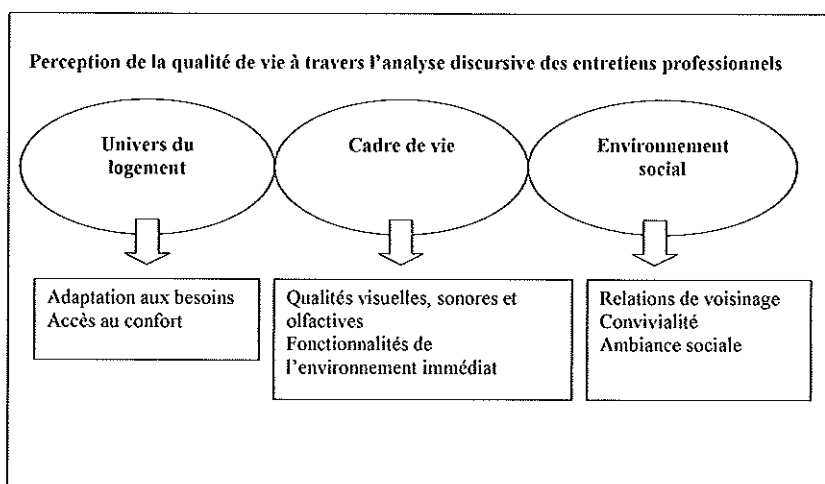 Perception de la qualité de vie à travers l'analyse discursive des entretiens professionnels
Univers du
logement
Cadre de vie
Environnement
social
Adaptation aux besoins
Accès au confort
Qualités visuelles, sonores et
olfactives
Fonctionnalités de
l'environnement immédiat
Relations de voisinage
Convivialité
Ambiance sociale